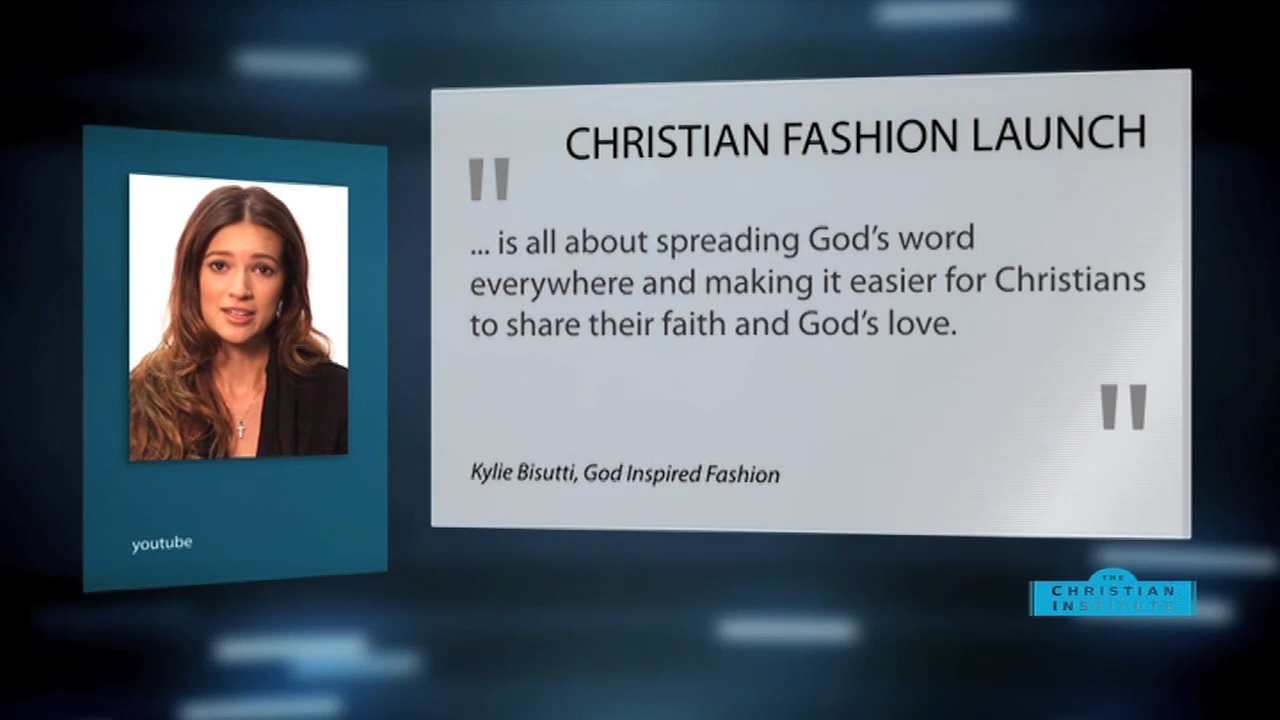 CHRISTIAN FASHION LAUNCH
"
... is all about spreading God's word
everywhere and making it easier for Christians
to share their faith and God's love.
"
Kylie Bisutti, God Inspired Fashion
youtube
THE
CHRISTIAN
INSTITUTE